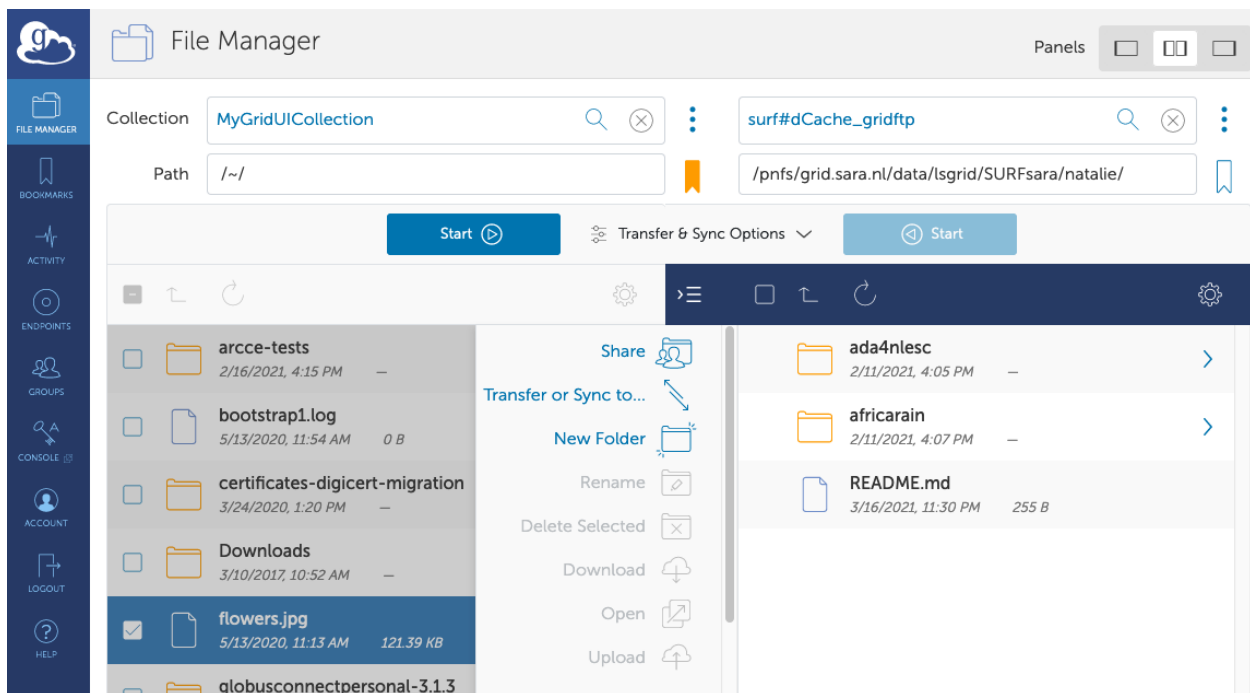 g
File Manager
Panels
FILE MANAGER
BOOKMARKS
ACTIVITY
ENDPOINTS
GROUPS
CONSOLE
ACCOUNT
LOGOUT
HELP
Collection
MyGridUICollection
surf#dCache_gridftp
Path
/~/
/pnfs/grid.sara.nl/data/lsgrid/SURFsara/natalie/
Start
Transfer & Sync Options
Start
arcce-tests
2/16/2021, 4:15 PM —
bootstrap1.log
5/13/2020, 11:54 AM 0 B
certificates-digicert-migration
3/24/2020, 1:20 PM —
Downloads
3/10/2017, 10:52 AM —
flowers.jpg
5/13/2020, 11:13 AM 121.39 KB
globusconnectpersonal-3.1.3
Share
Transfer or Sync to...
New Folder
Rename
Delete Selected
Download
Open
Upload
ada4nlesc
2/11/2021, 4:05 PM —
africarain
2/11/2021, 4:07 PM —
README.md
3/16/2021, 11:30 PM 255 B